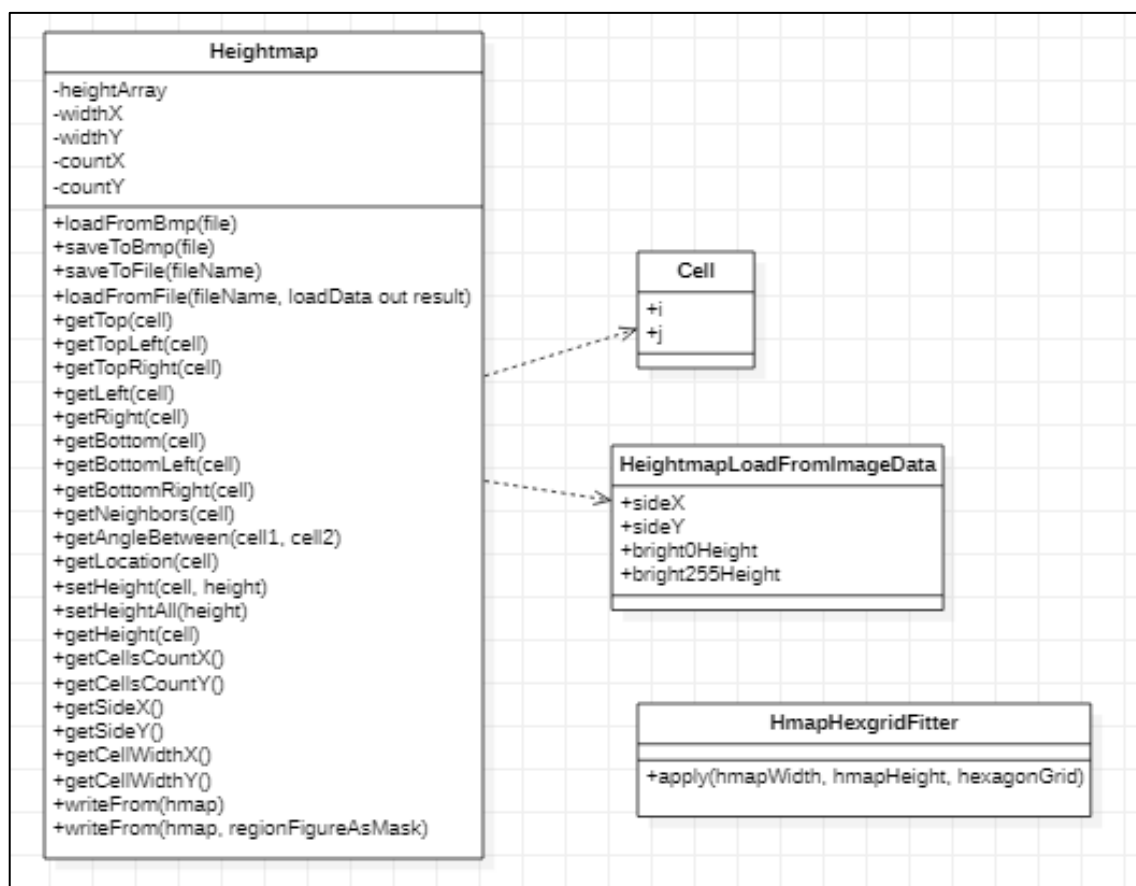 Heightmap
-heightArray
-widthX
-widthY
-countX
-countY
+loadFromBmp(file)
+saveToBmp(file)
+saveToFile(fileName)
+loadFromFile(fileName, loadData out result)
+getTop(cell)
+getTopLeft(cell)
+getTopRight(cell)
+getLeft(cell)
+getRight(cell)
+getBottom(cell)
+getBottomLeft(cell)
+getBottomRight(cell)
+getNeighbors(cell)
+getAngleBetween(cell1, cell2)
+getLocation(cell)
+setHeight(cell, height)
+setHeightAll(height)
+getHeight(cell)
+getCellsCountX()
+getCellsCountY()
+getSideX()
+getSideY()
+getCellWidthX()
+getCellWidthY()
+writeFrom(hmap)
+writeFrom(hmap, regionFigureAsMask)
Cell
+i
+j
HeightmapLoadFromImageData
+sideX
+sideY
+bright0Height
+bright255Height
HmapHexgridFitter
+apply(hmapWidth, hmapHeight, hexagonGrid)